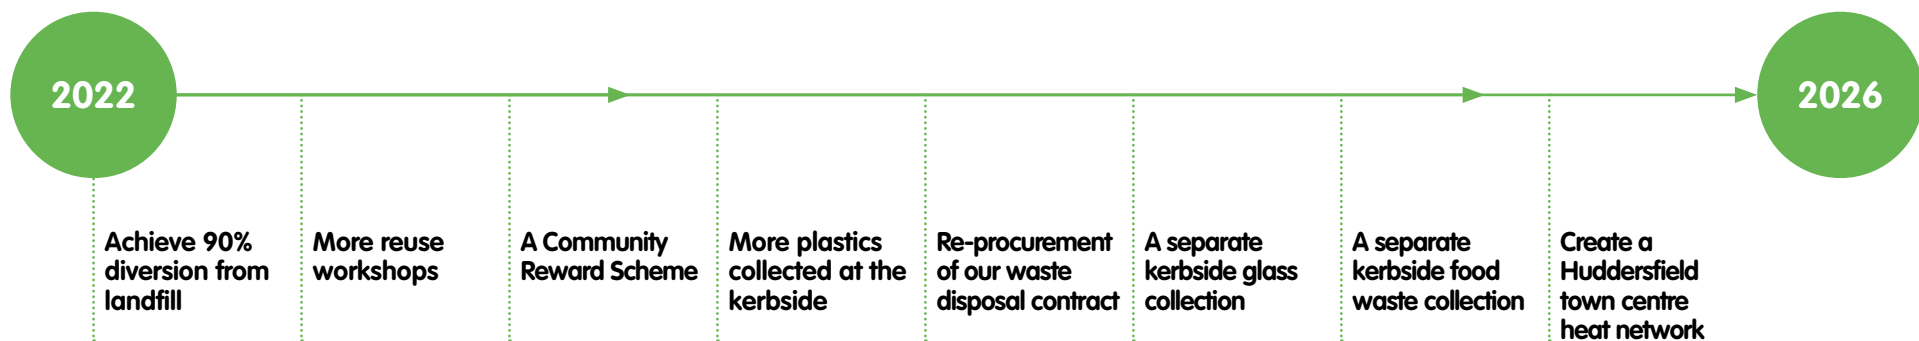 2022
2026
Achieve 90%
diversion from
landfill
More reuse
workshops
A Community
Reward Scheme
More plastics
collected at the
kerbside
Re-procurement
of our waste
disposal contract
A separate
kerbside glass
collection
A separate
kerbside food
waste collection
Create a
Huddersfield
town centre
heat network